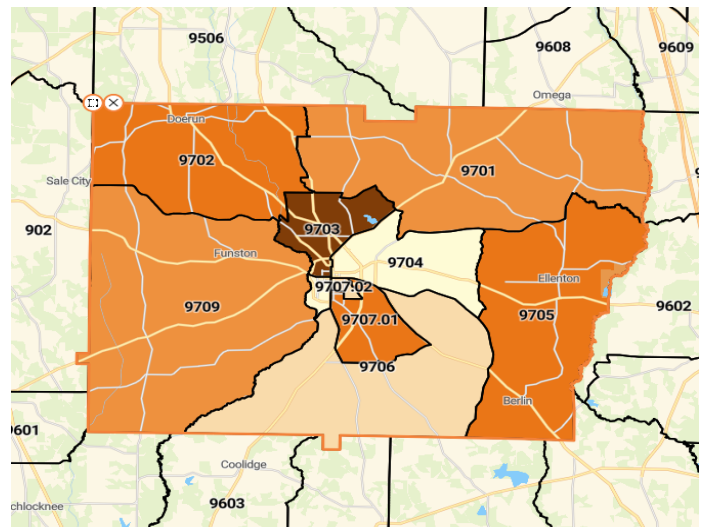 9506
9608
9609
Omega
Doerun
9702
9701
Sale City
902
9703
Funston
9704
Ellenton
9707.02
9709
9602
9705
9707.01
9706
Berlin
9601
Coolidge
9603
chlocknee